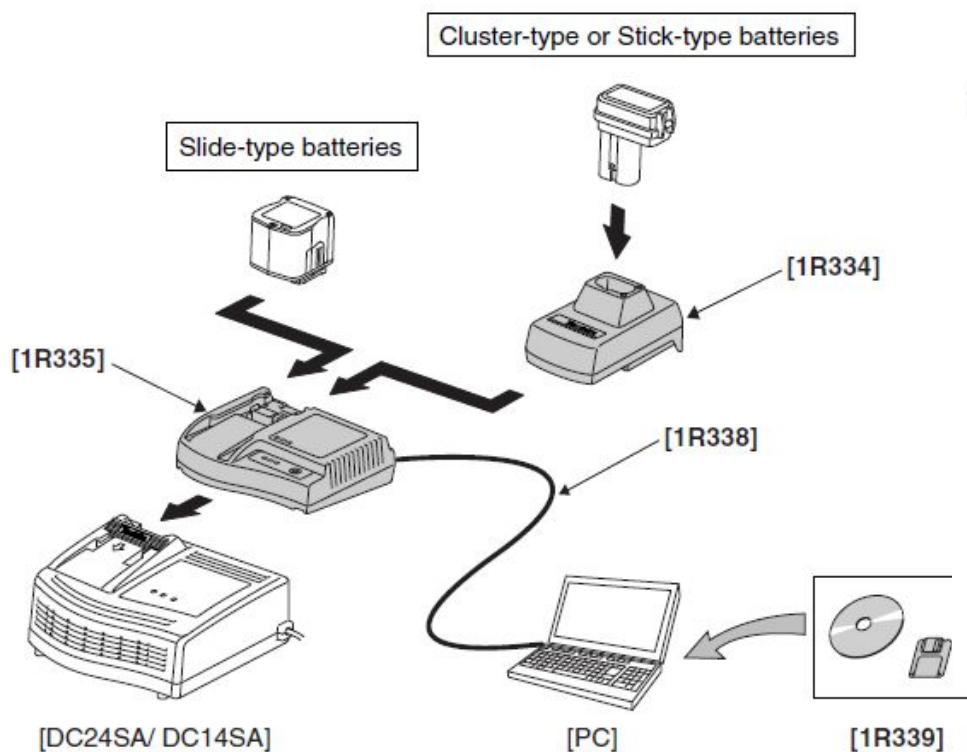 Cluster-type or Stick-type batteries
Slide-type batteries
[1R334]
[1R335]
[1R338]
[DC24SA/ DC14SA]
[PC]
[1R339]